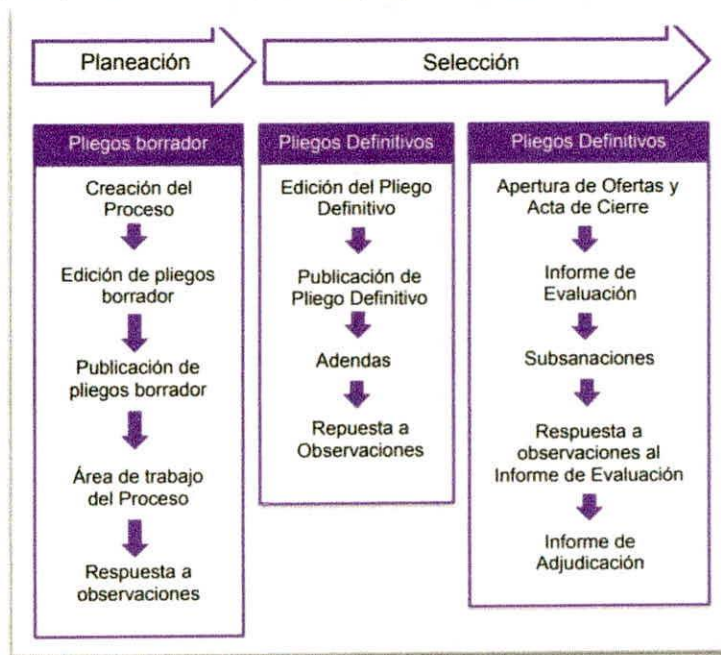 Planeación
Selección
Pliegos borrador
Creación del
Proceso
Edición de pliegos
borrador
Publicación de
pliegos borrador
Área de trabajo
del Proceso
Respuesta a
observaciones
Pliegos Definitivos
Edición del Pliego
Definitivo
Publicación de
Pliego Definitivo
Adendas
Repuesta a
Observaciones
Pliegos Definitivos
Apertura de Ofertas y
Acta de Cierre
Informe de
Evaluación
Subsanaciones
Respuesta a
observaciones al
Informe de Evaluación
Informe de
Adjudicación